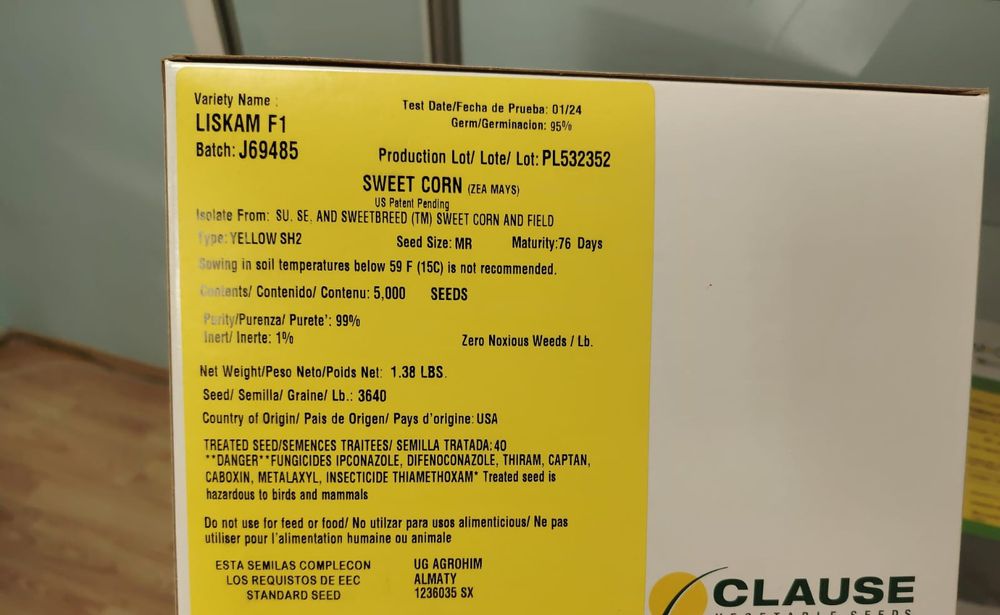 Variety Name :
LISKAM F1
Batch: J69485
Test Date/Fecha de Prueba: 01/24
Germ/Germinacion: 95%
Production Lot/ Lote/ Lot: PL532352
SWEET CORN (ZEA MAYS)
US Patent Pending
Isolate From: SU. SE, AND SWEETBREED (TM) SWEET CORN AND FIELD
Type: YELLOW SH2 Seed Size: MR Maturity:76 Days
Sowing in soil temperatures below 59 F (15C) is not recommended.
Contents/ Contenido/ Contenu: 5,000 SEEDS
Purity/Purenza/ Purete': 99%
Inert/ Inerte: 1% Zero Noxious Weeds / Lb.
Net Weight/Peso Neto/Poids Net: 1.38 LBS.
Seed/ Semilla/ Graine/ Lb.: 3640
Country of Origin/ Pais de Origen/ Pays d'origine: USA
TREATED SEED/SEMENCES TRAITEES/ SEMILLA TRATADA: 40
**DANGER**FUNGICIDES IPCONAZOLE, DIFENOCONAZOLE, THIRAM, CAPTAN,
CABOXIN, METALAXYL, INSECTICIDE THIAMETHOXAM* Treated seed is
hazardous to birds and mammals
Do not use for feed or food/ No utilzar para usos alimenticious/ Ne pas
utiliser pour l'alimentation humaine ou animale
ESTA SEMILAS COMPLECON
LOS REQUISTOS DE EEC
STANDARD SEED
UG AGROHIM
ALMATY
1236035 SX
CLAUSE
VEGETABLE SEEDS